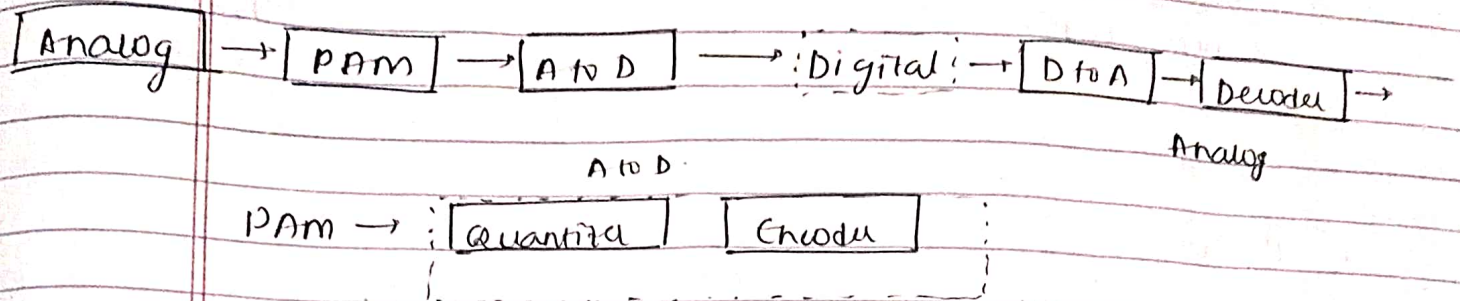 Analog → PAM → A to D → Digital → D to A → Decoder →
Analog
A to D
PAM → Quantizer Encoder